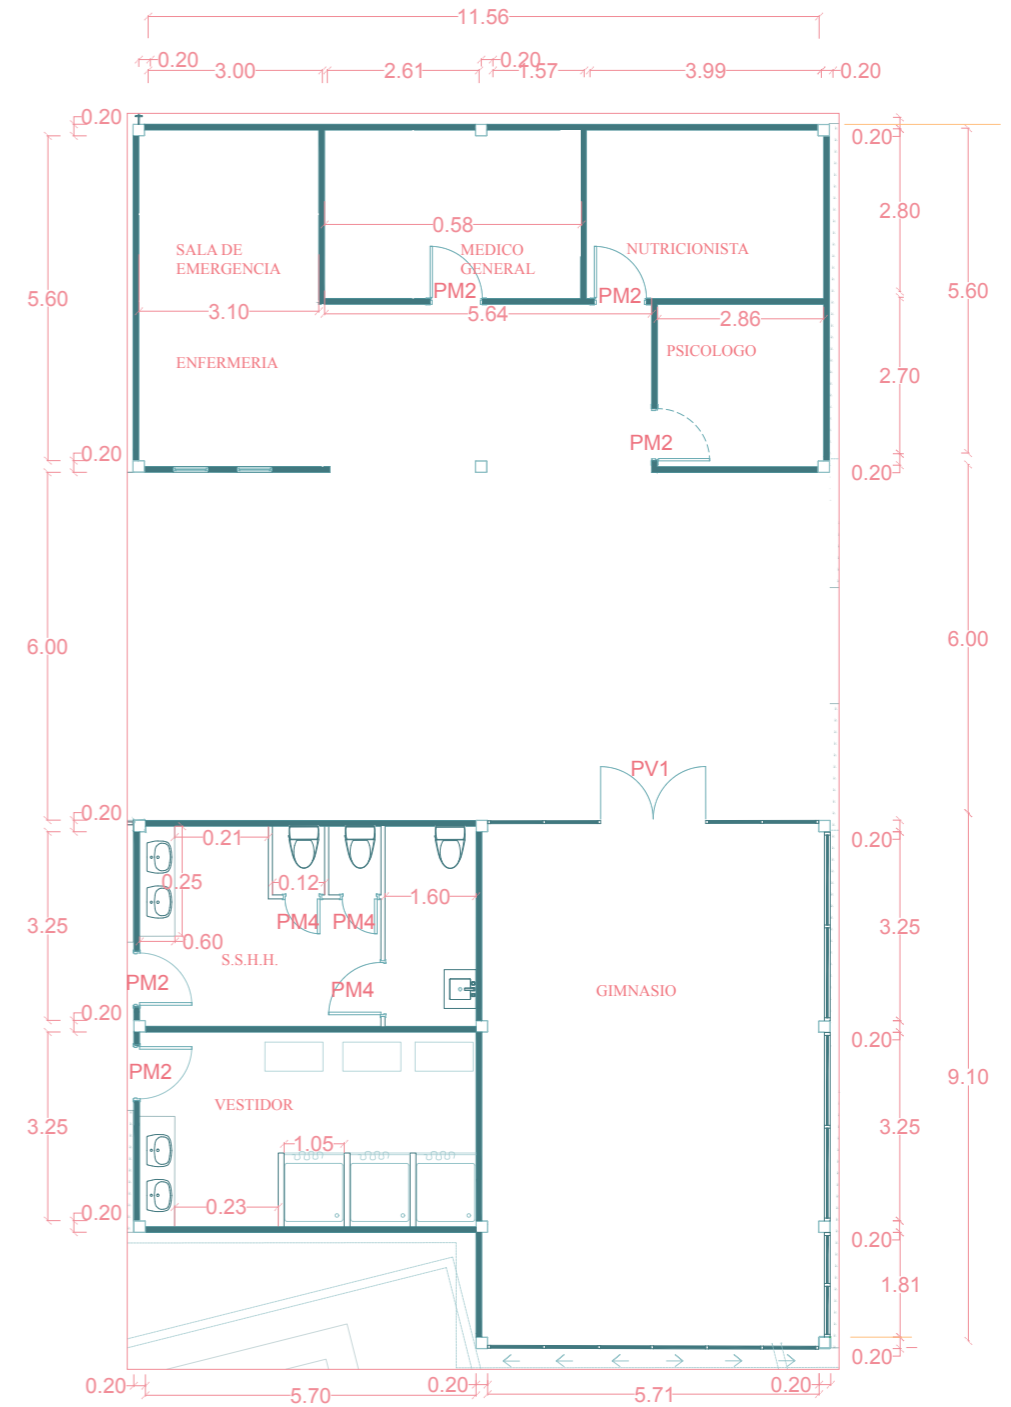 11.56
0.20
0.20
3.00
2.61
1.57
3.99
0.20
0.20
0.20
2.80
0.58
SALA DE
EMERGENCIA
MEDICO
GENERAL
NUTRICIONISTA
PM2
PM2
5.60
5.60
3.10
5.64
2.86
PSICOLOGO
ENFERMERIA
2.70
PM2
0.20
0.20
6.00
6.00
PV1
0.20
0.20
0.21
0.25
0.12
1.60
PM4
PM4
3.25
3.25
0.60
S.S.H.H.
PM2
PM4
GIMNASIO
0.20
0.20
PM2
9.10
VESTIDOR
3.25
3.25
1.05
0.23
0.20
0.20
1.81
0.20
0.20
5.70
0.20
5.71
0.20